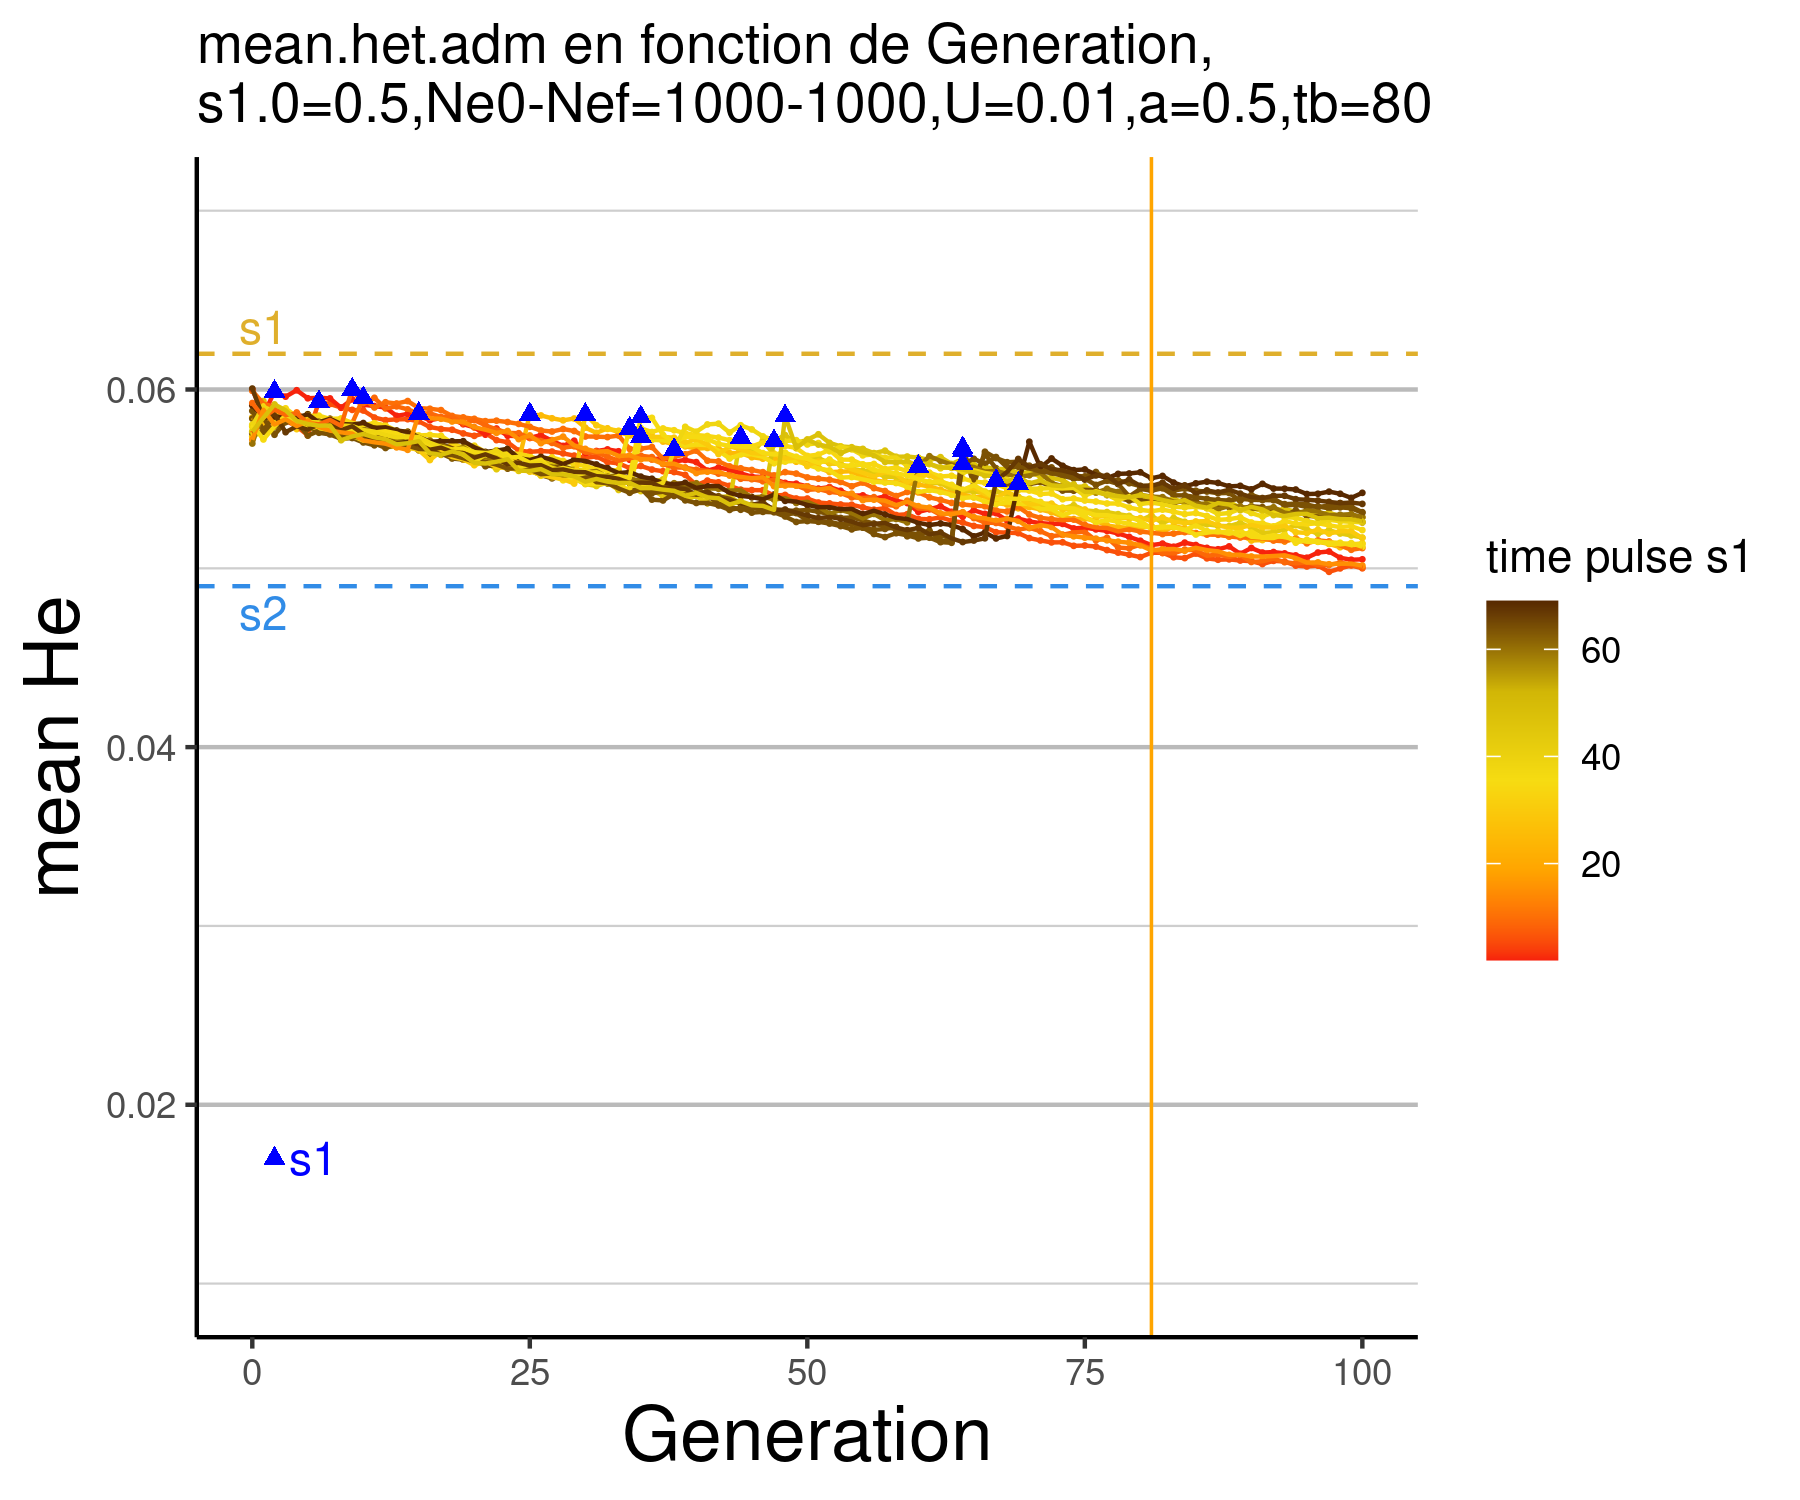 mean.het.adm en fonction de Generation,
s1.0=0.5,Ne0-Nef=1000-1000,U=0.01,a=0.5,tb=80
s1
0.06
s2
time pulse s1
60
40
20
mean He
0.04
0.02
s1
0 25 50 75 100
Generation